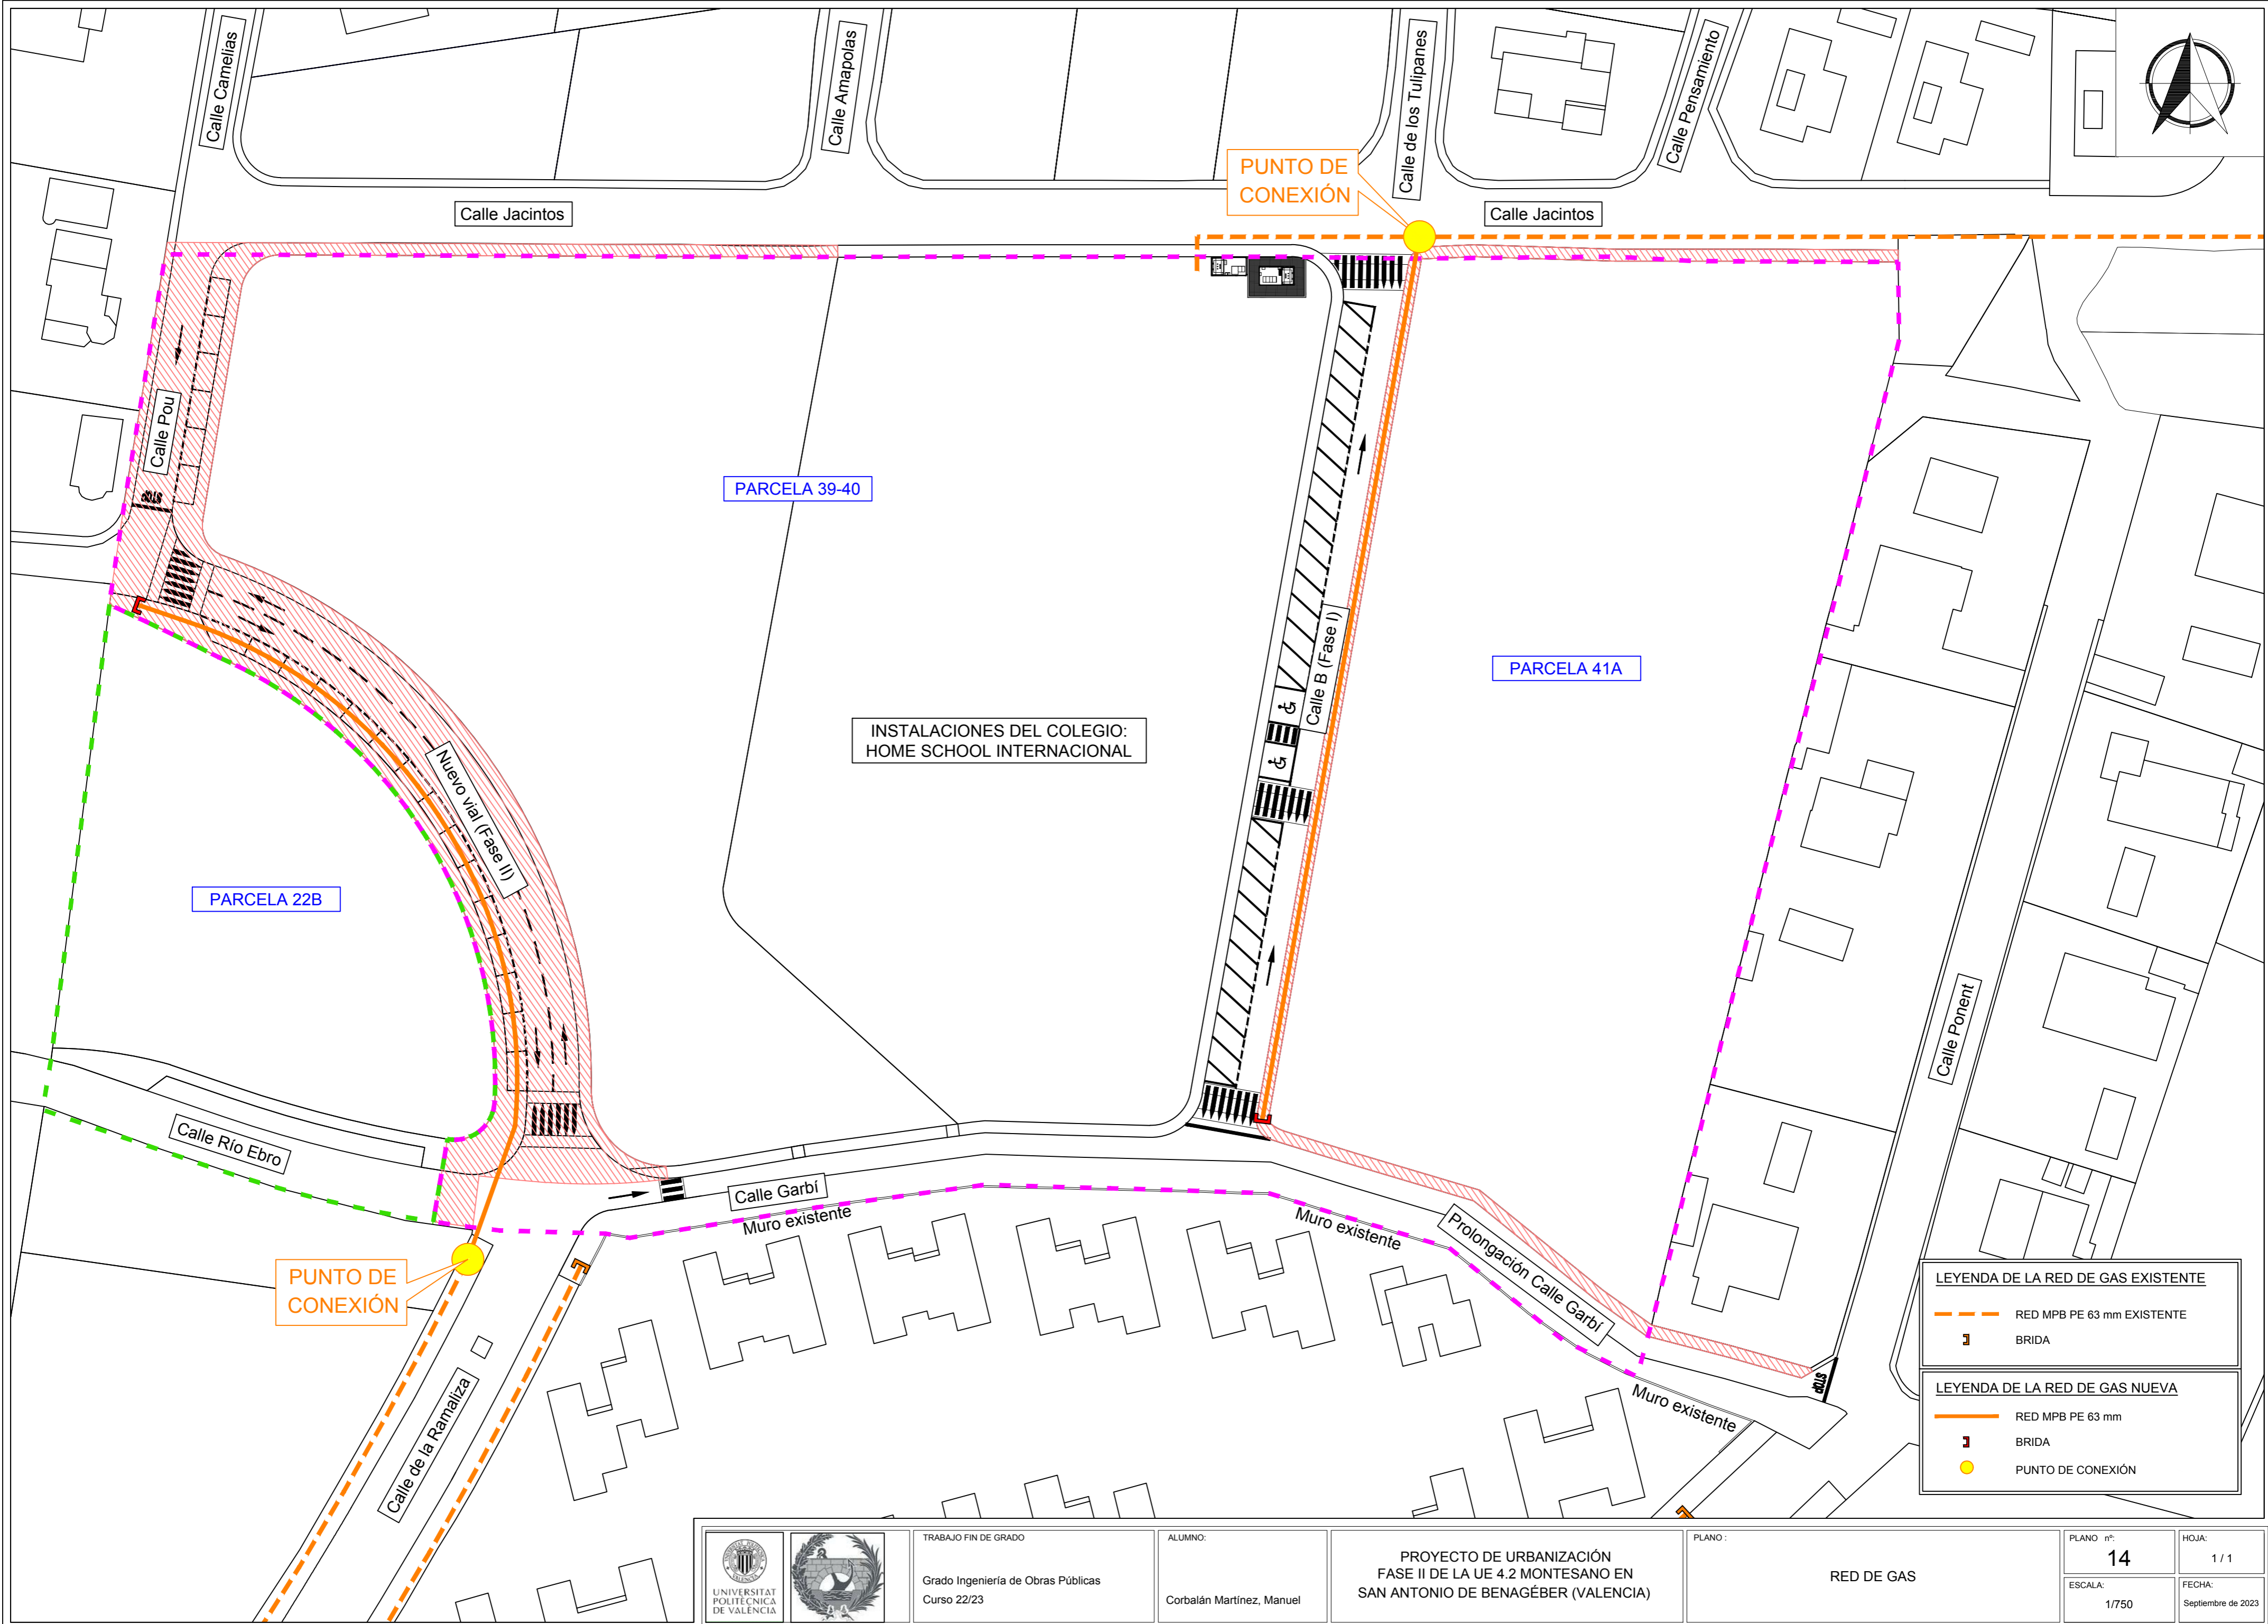 Calle Camelias
Calle Amapolas
Calle de los Tulipanes
Calle Pensamiento
PUNTO DE
CONEXIÓN
Calle Jacintos
Calle Jacintos
Calle Pou
STOP
PARCELA 39-40
PARCELA 41A
Calle B (Fase I)
INSTALACIONES DEL COLEGIO:
HOME SCHOOL INTERNACIONAL
Nuevo vial (Fase II)
PARCELA 22B
Calle Ponent
Calle Río Ebro
Calle Garbí
Muro existente
Muro existente
Prolongación Calle Garbí
Muro existente
STOP
PUNTO DE
CONEXIÓN
Calle de la Ramaliza
LEYENDA DE LA RED DE GAS EXISTENTE
RED MPB PE 63 mm EXISTENTE
BRIDA
LEYENDA DE LA RED DE GAS NUEVA
RED MPB PE 63 mm
BRIDA
PUNTO DE CONEXIÓN
UNIVERSITAT
POLITÈCNICA
DE VALÈNCIA
TRABAJO FIN DE GRADO
Grado Ingeniería de Obras Públicas
Curso 22/23
ALUMNO:
Corbalán Martínez, Manuel
PROYECTO DE URBANIZACIÓN
FASE II DE LA UE 4.2 MONTESANO EN
SAN ANTONIO DE BENAGÉBER (VALENCIA)
PLANO :
RED DE GAS
PLANO nº:
14
HOJA:
1 / 1
ESCALA:
1/750
FECHA:
Septiembre de 2023